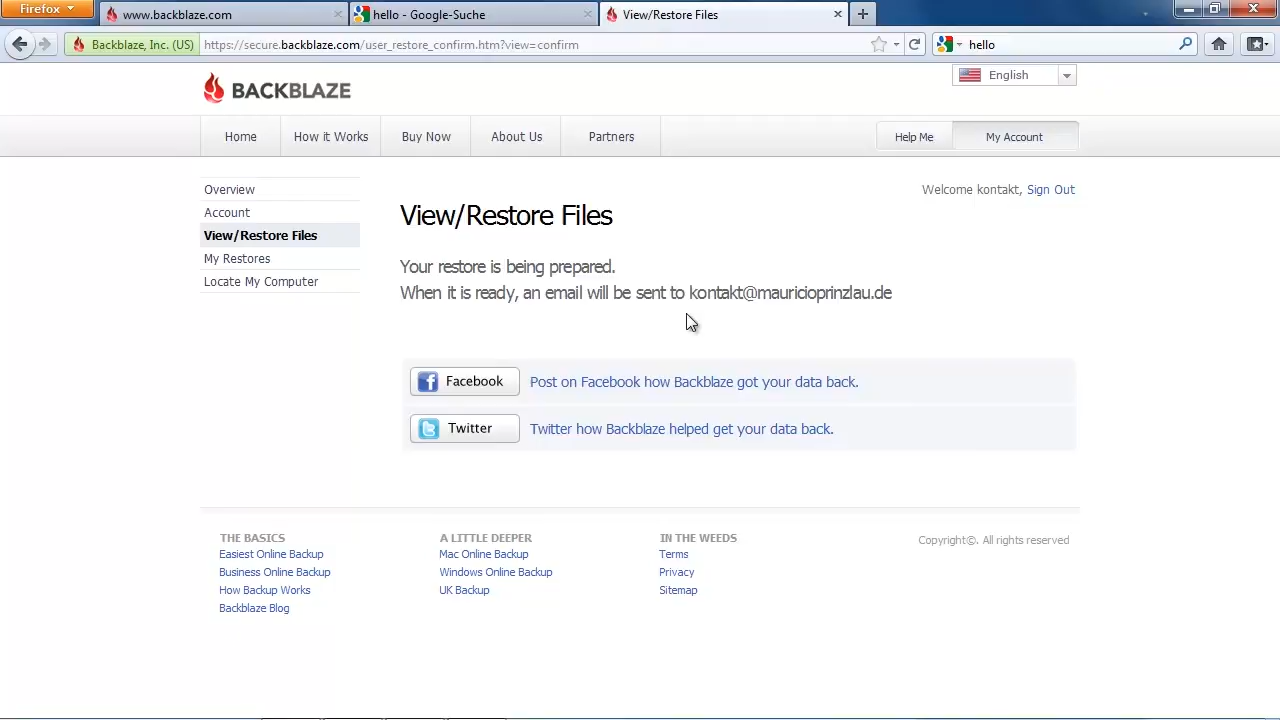 Firefox
www.backblaze.com
hello - Google-Suche
View/Restore Files
Backblaze, Inc. (US)
https://secure.backblaze.com/user_restore_confirm.htm?view=confirm
hello
BACKBLAZE
English
Home
How it Works
Buy Now
About Us
Partners
Help Me
My Account
Overview
Account
View/Restore Files
My Restores
Locate My Computer
Welcome kontakt, Sign Out
View/Restore Files
Your restore is being prepared.
When it is ready, an email will be sent to kontakt@mauricioprinzlau.de
Facebook
Post on Facebook how Backblaze got your data back.
Twitter
Twitter how Backblaze helped get your data back.
THE BASICS
Easiest Online Backup
Business Online Backup
How Backup Works
Backblaze Blog
A LITTLE DEEPER
Mac Online Backup
Windows Online Backup
UK Backup
IN THE WEEDS
Terms
Privacy
Sitemap
Copyright©. All rights reserved